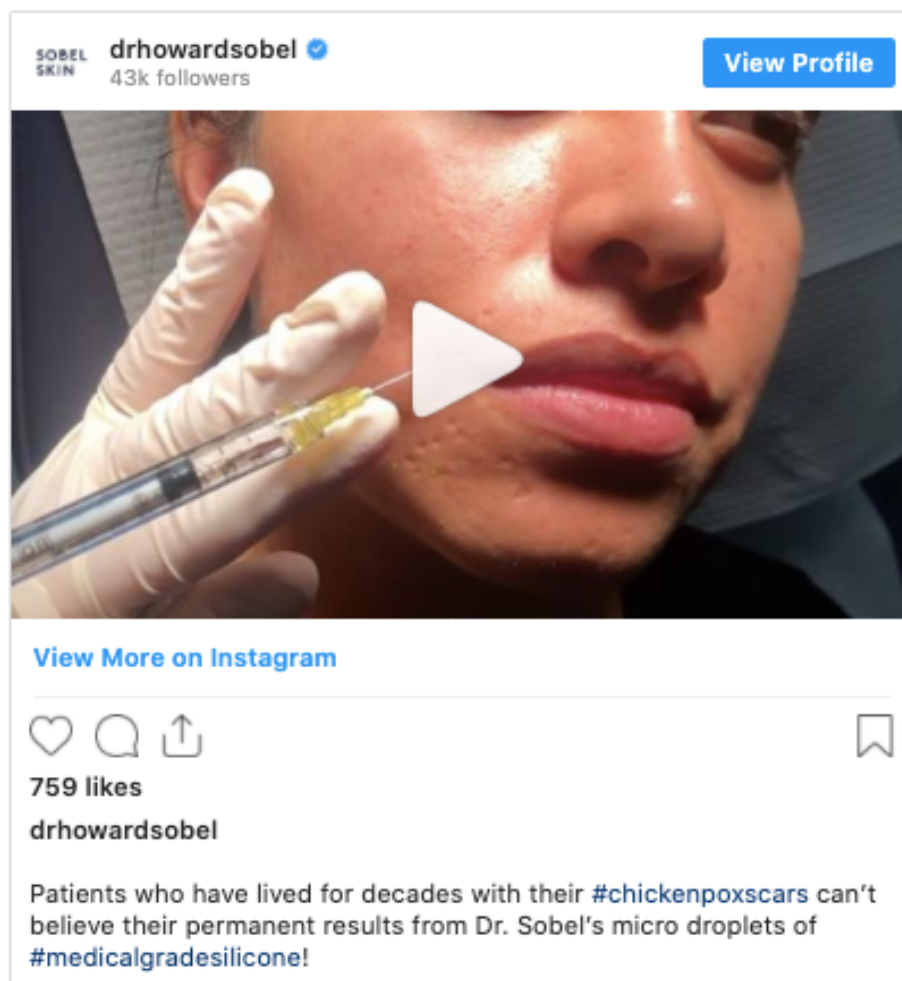 SOBEL
SKIN
drhowardsobel
43k followers
View Profile
View More on Instagram
759 likes
drhowardsobel
Patients who have lived for decades with their #chickenpoxscars can't
believe their permanent results from Dr. Sobel's micro droplets of
#medicalgradesilicone!